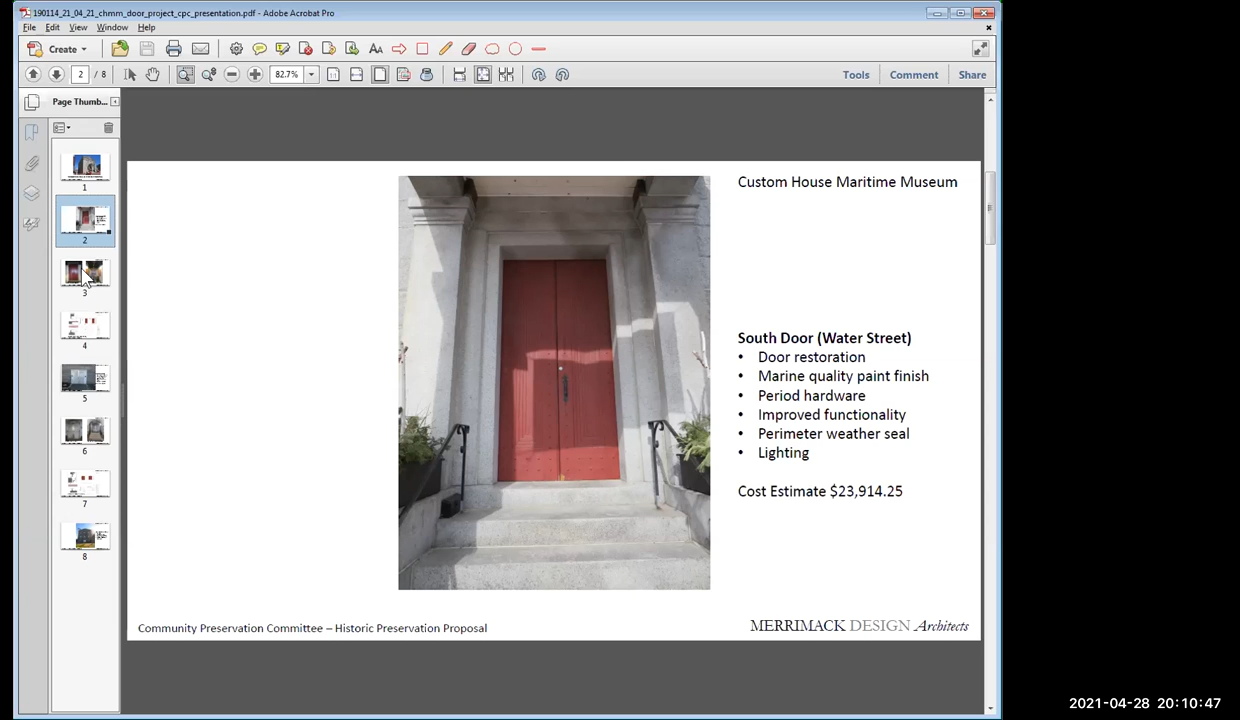 190114_21_04_21_chmm_door_project_cpc_presentation.pdf - Adobe Acrobat Pro
File Edit View Window Help
Create
2 / 8 82.7% Tools Comment Share
Page Thumb...
1
2
3
4
5
6
7
8
Custom House Maritime Museum
South Door (Water Street)
• Door restoration
• Marine quality paint finish
• Period hardware
• Improved functionality
• Perimeter weather seal
• Lighting
Cost Estimate $23,914.25
Community Preservation Committee – Historic Preservation Proposal
MERRIMACK DESIGN Architects
2021-04-28 20:10:47